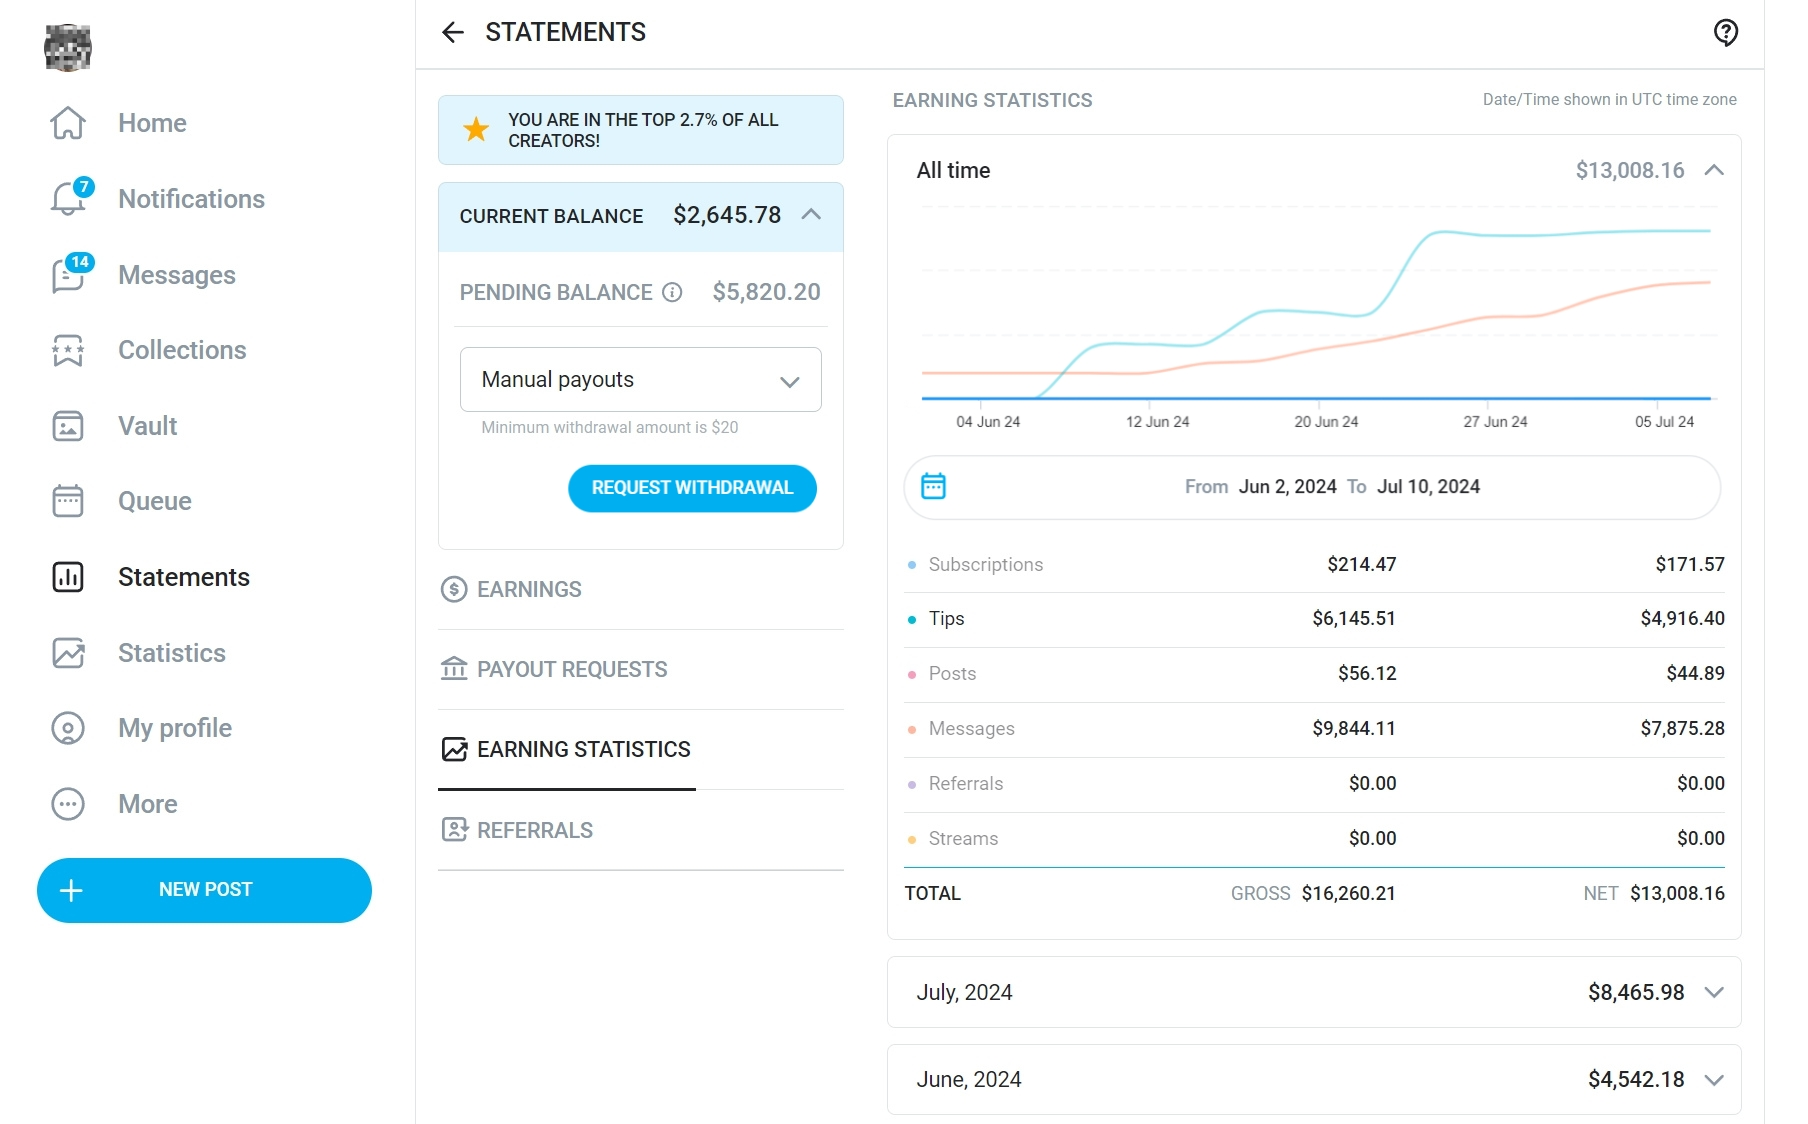 STATEMENTS
Home
7
Notifications
14
Messages
Collections
Vault
Queue
Statements
Statistics
My profile
More
NEW POST
YOU ARE IN THE TOP 2.7% OF ALL
CREATORS!
CURRENT BALANCE $2,645.78
PENDING BALANCE $5,820.20
Manual payouts
Minimum withdrawal amount is $20
REQUEST WITHDRAWAL
EARNINGS
PAYOUT REQUESTS
EARNING STATISTICS
REFERRALS
EARNING STATISTICS Date/Time shown in UTC time zone
All time $13,008.16
04 Jun 24 12 Jun 24 20 Jun 24 27 Jun 24 05 Jul 24
From Jun 2, 2024 To Jul 10, 2024
Subscriptions $214.47 $171.57
Tips $6,145.51 $4,916.40
Posts $56.12 $44.89
Messages $9,844.11 $7,875.28
Referrals $0.00 $0.00
Streams $0.00 $0.00
TOTAL GROSS $16,260.21 NET $13,008.16
July, 2024 $8,465.98
June, 2024 $4,542.18